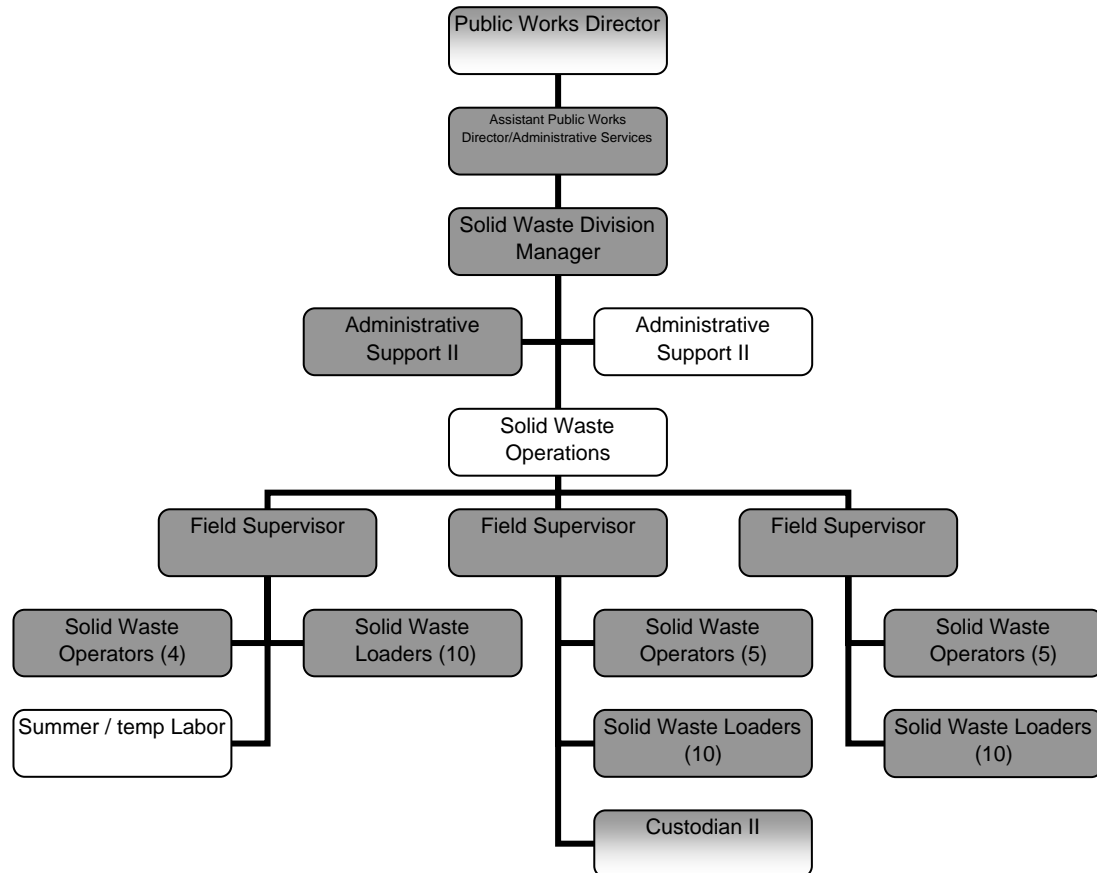 Public Works Director
Assistant Public Works
Director/Administrative Services
Solid Waste Division
Manager
Administrative
Support II
Administrative
Support II
Solid Waste
Operations
Field Supervisor
Field Supervisor
Field Supervisor
Solid Waste
Operators (4)
Solid Waste
Loaders (10)
Solid Waste
Operators (5)
Solid Waste
Operators (5)
Summer / temp Labor
Solid Waste Loaders
(10)
Solid Waste Loaders
(10)
Custodian II